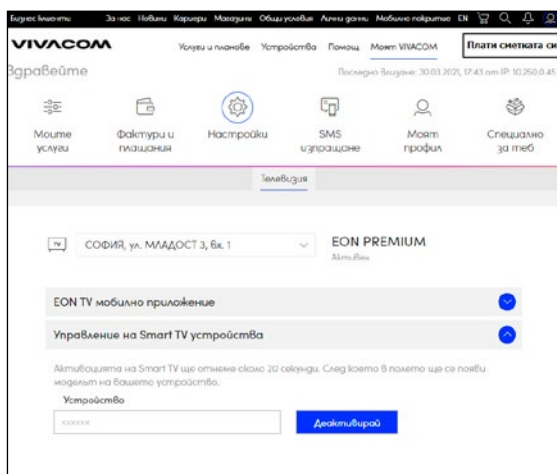 Бизнес клиенти За нас Новини Кариери Магазини Общи условия Лични данни Мобилно покритие EN
VIVACOM Услуги и планове Устройства Помощ Моят VIVACOM Плати сметката си
Здравейте Последно влизане: 30.03.2021, 17:43 от IP: 10.250.0.45
Моите услуги
Фактури и плащания
Настройки
SMS изпращане
Моят профил
Специално за теб
Телевизия
TV СОФИЯ, ул. МЛАДОСТ 3, вх. 1 EON PREMIUM
Активен
EON TV мобилно приложение
Управление на Smart TV устройства
Активацията на Smart TV ще отнеме около 20 секунди. След което в полето ще се появи
моделът на вашето устройство.
Устройство
xxxxxx Деактивирай